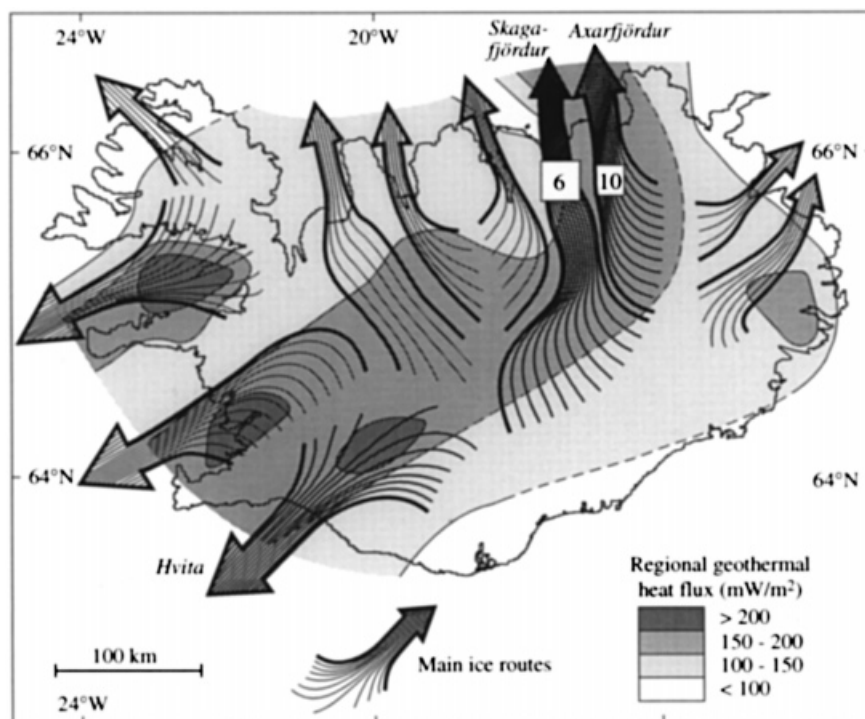 24°W
20°W
Skaga-
fjördur
Axarfjördur
66°N
66°N
6
10
64°N
64°N
Hvita
Regional geothermal
heat flux (mW/m²)
> 200
150 - 200
100 - 150
< 100
100 km
Main ice routes
24°W